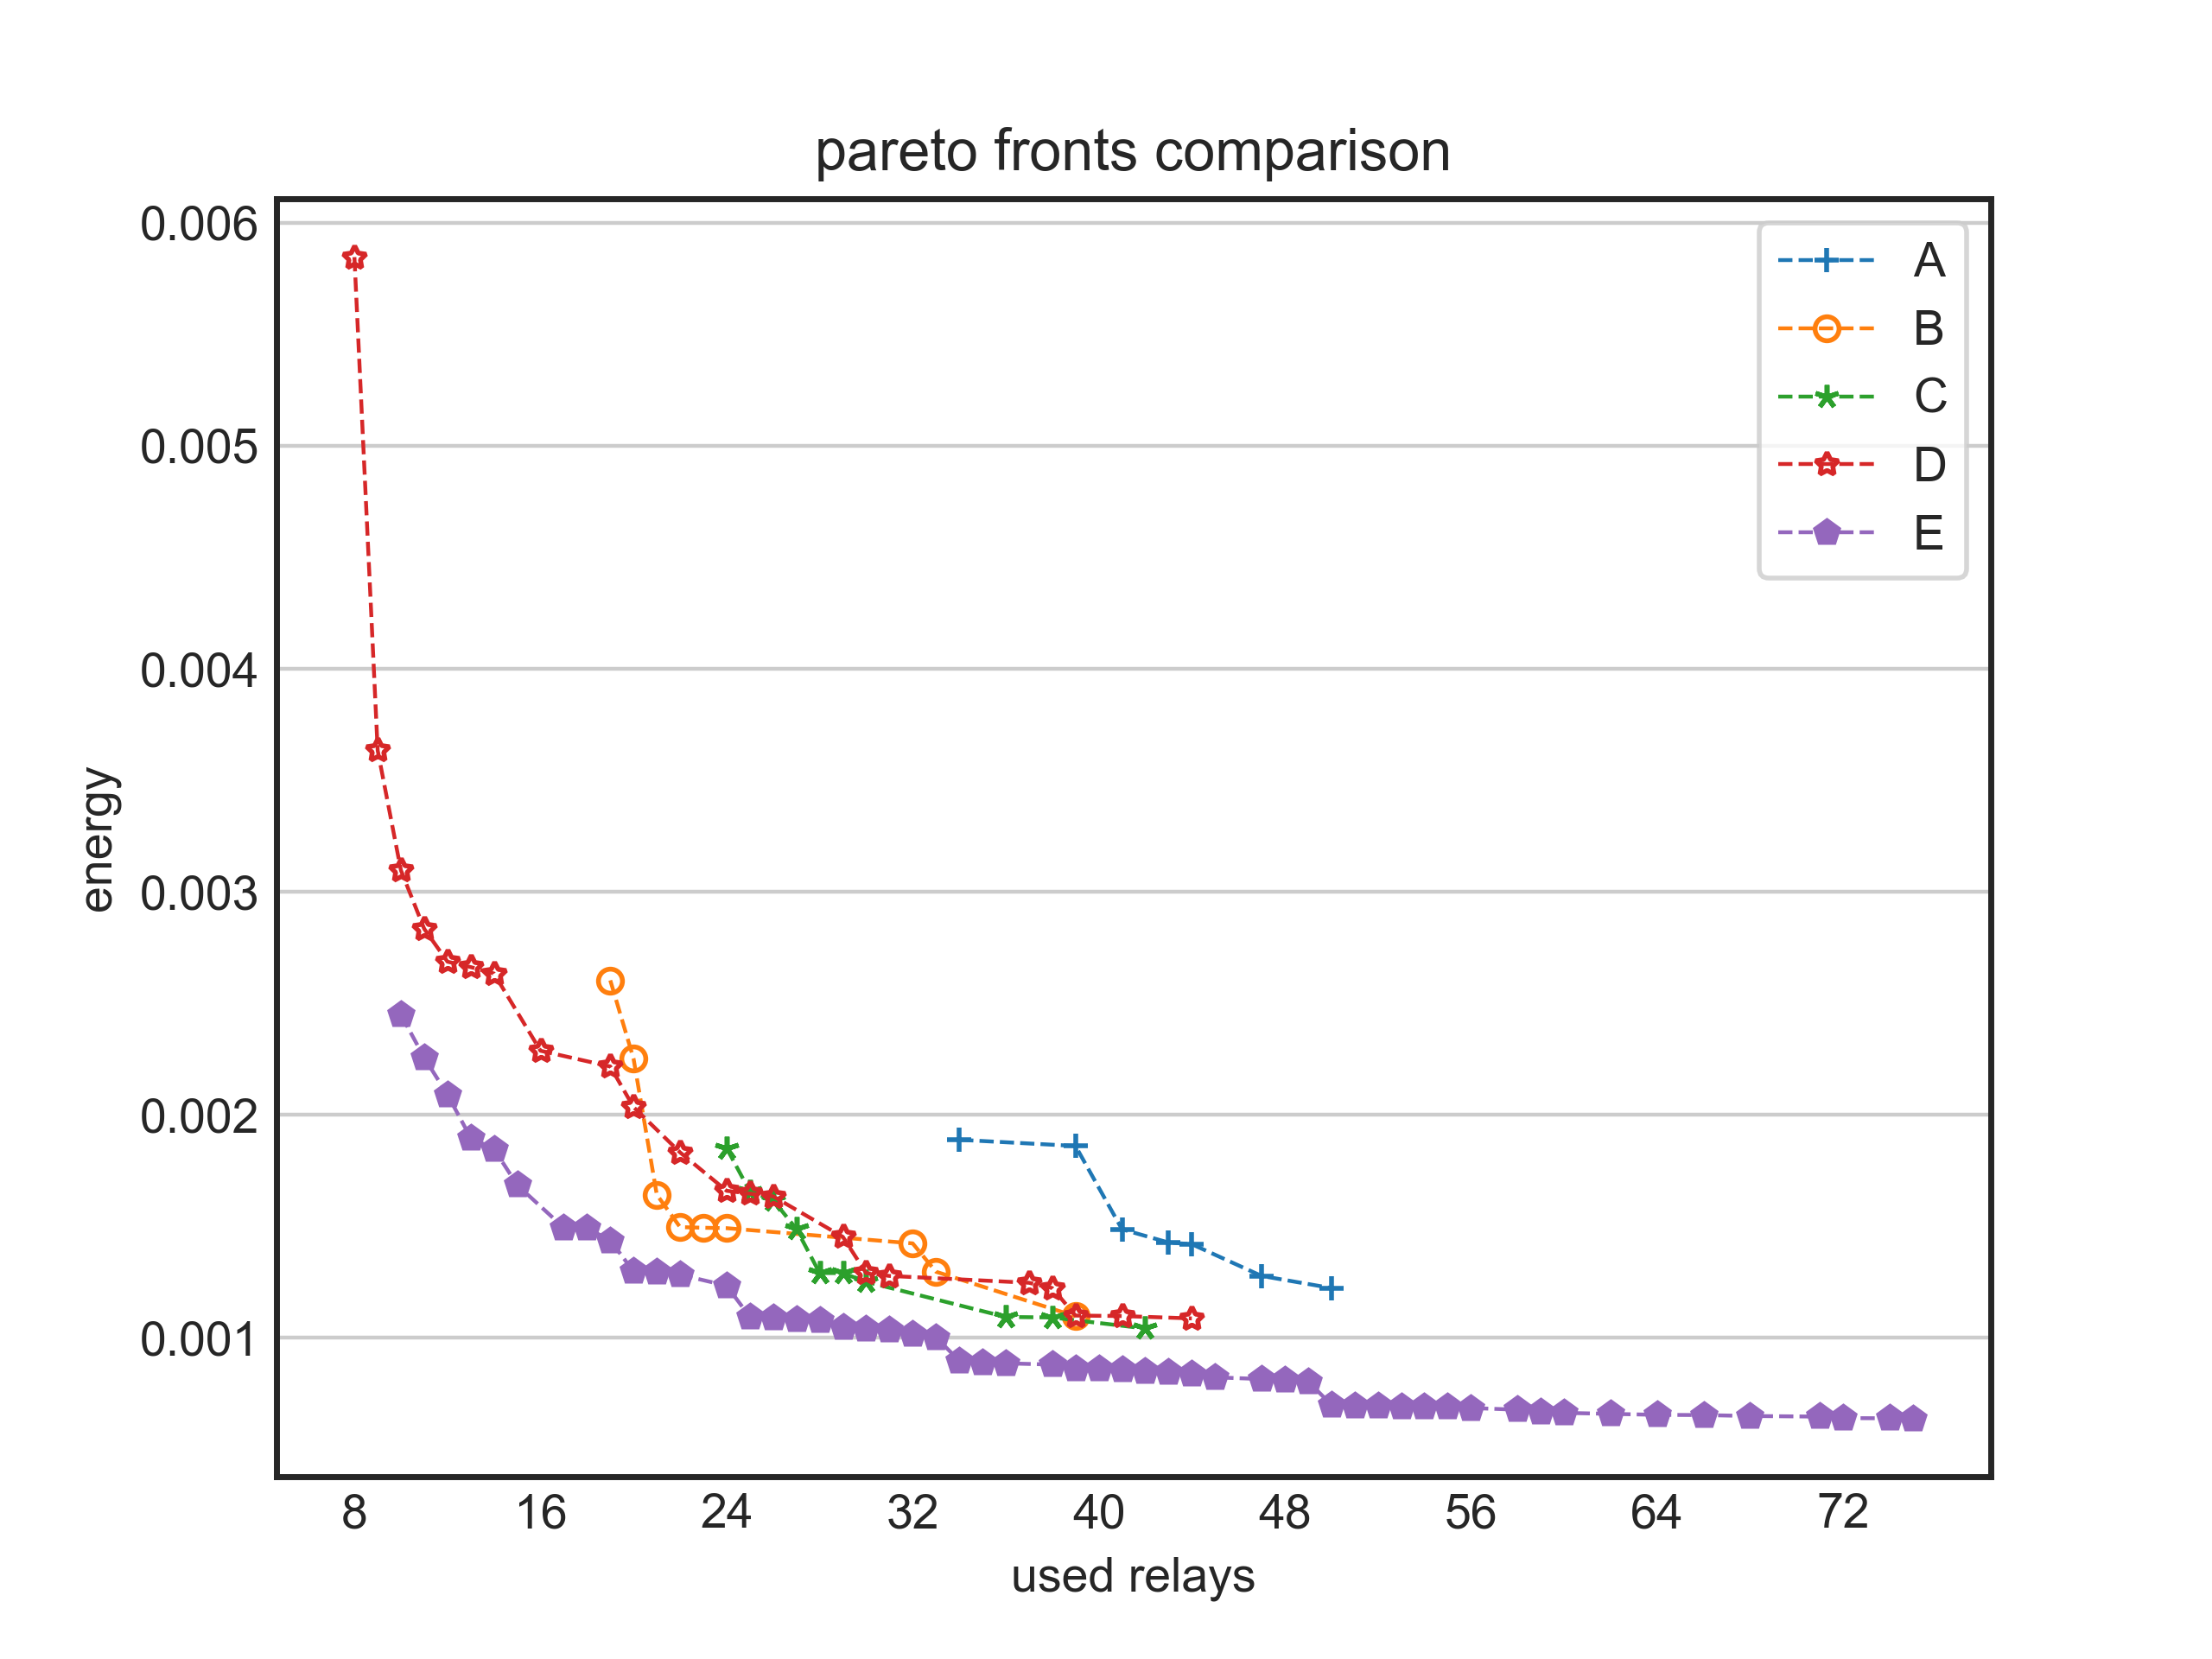 pareto fronts comparison
0.006
0.005
0.004
0.003
0.002
0.001
energy
8 16 24 32 40 48 56 64 72
used relays
A
B
C
D
E